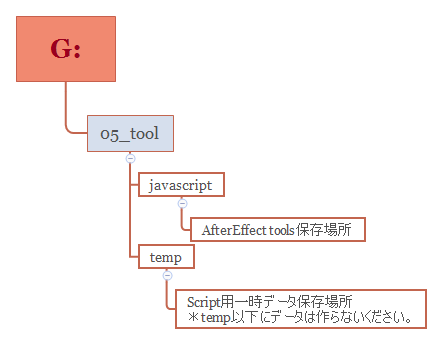 G:
05_tool
javascript
AfterEffect tools保存場所
temp
Script用一時データ保存場所
※temp以下にデータは作らないください。